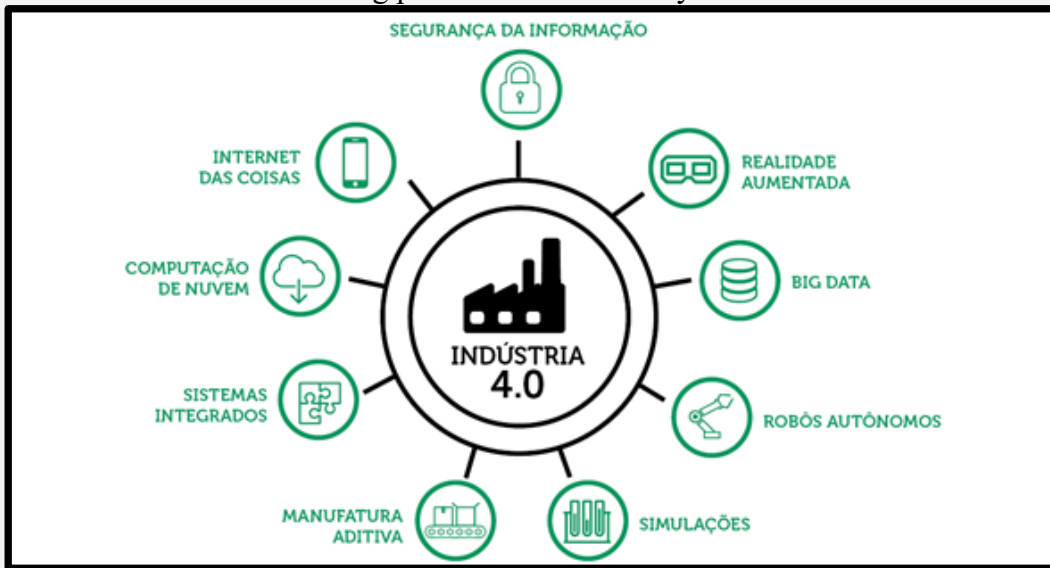 SEGURANÇA DA INFORMAÇÃO
INTERNET
DAS COISAS
REALIDADE
AUMENTADA
COMPUTAÇÃO
DE NUVEM
BIG DATA
INDÚSTRIA
4.0
SISTEMAS
INTEGRADOS
ROBÔS AUTÔNOMOS
MANUFATURA
ADITIVA
SIMULAÇÕES